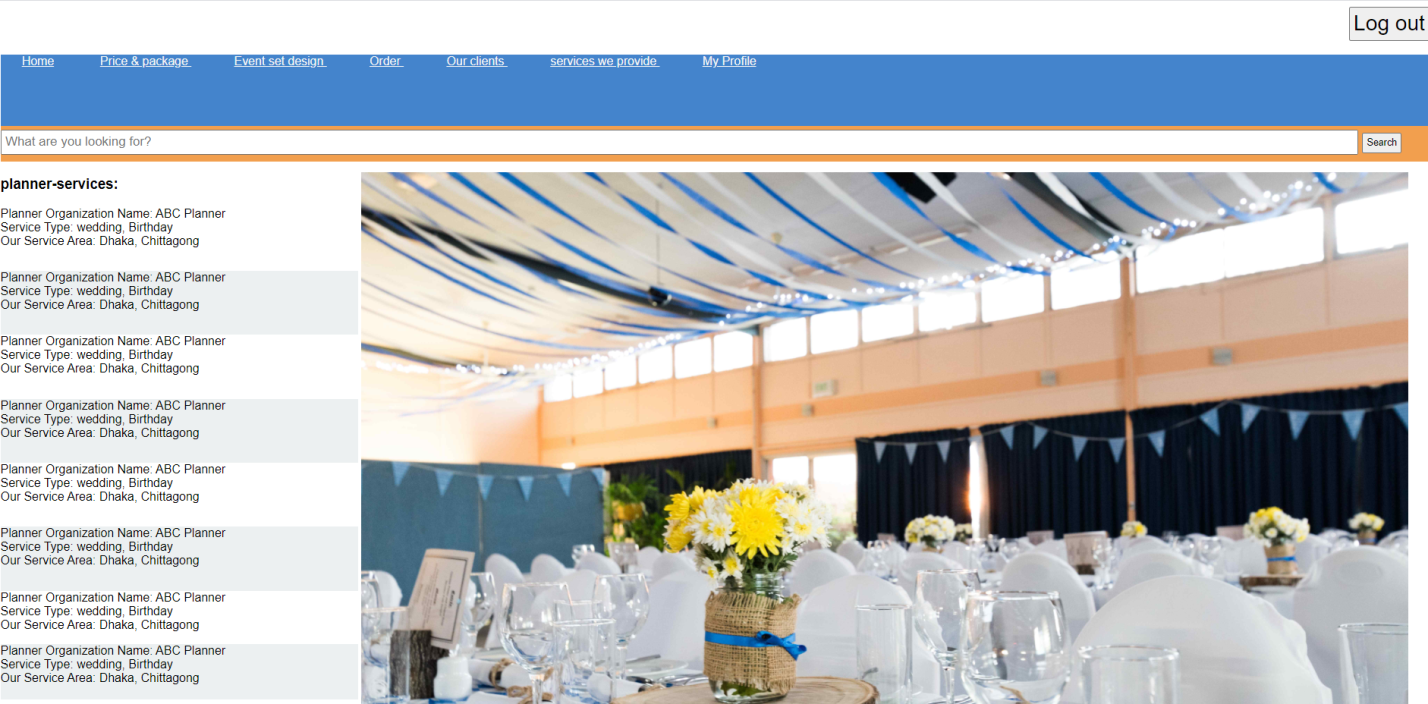 Log out
Home Price & package Event set design Order Our clients services we provide My Profile
What are you looking for? Search
planner-services:
Planner Organization Name: ABC Planner
Service Type: wedding, Birthday
Our Service Area: Dhaka, Chittagong
Planner Organization Name: ABC Planner
Service Type: wedding, Birthday
Our Service Area: Dhaka, Chittagong
Planner Organization Name: ABC Planner
Service Type: wedding, Birthday
Our Service Area: Dhaka, Chittagong
Planner Organization Name: ABC Planner
Service Type: wedding, Birthday
Our Service Area: Dhaka, Chittagong
Planner Organization Name: ABC Planner
Service Type: wedding, Birthday
Our Service Area: Dhaka, Chittagong
Planner Organization Name: ABC Planner
Service Type: wedding, Birthday
Our Service Area: Dhaka, Chittagong
Planner Organization Name: ABC Planner
Service Type: wedding, Birthday
Our Service Area: Dhaka, Chittagong
Planner Organization Name: ABC Planner
Service Type: wedding, Birthday
Our Service Area: Dhaka, Chittagong